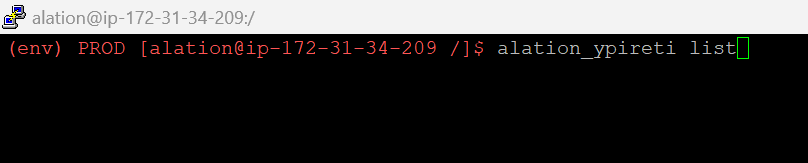 alation@ip-172-31-34-209:/
(env) PROD [alation@ip-172-31-34-209 /]$ alation_ypireti list